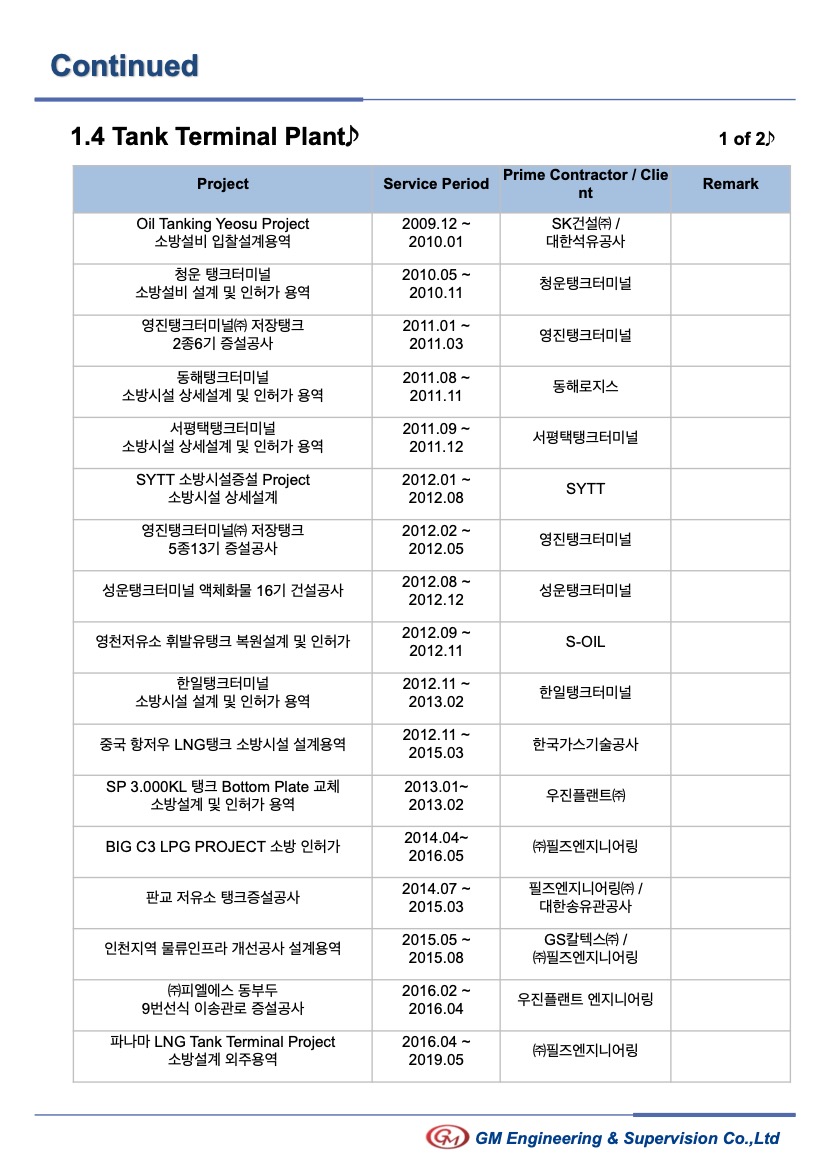 Continued
1.4 Tank Terminal Plant♪
1 of 2♪
Project
Service Period
Prime Contractor / Clie
nt
Remark
Oil Tanking Yeosu Project
소방설비 입찰설계용역
2009.12 ~
2010.01
SK건설㈜ /
대한석유공사
청운 탱크터미널
소방설비 설계 및 인허가 용역
2010.05 ~
2010.11
청운탱크터미널
영진탱크터미널㈜ 저장탱크
2종6기 증설공사
2011.01 ~
2011.03
영진탱크터미널
동해탱크터미널
소방시설 상세설계 및 인허가 용역
2011.08 ~
2011.11
동해로지스
서평택탱크터미널
소방시설 상세설계 및 인허가 용역
2011.09 ~
2011.12
서평택탱크터미널
SYTT 소방시설증설 Project
소방시설 상세설계
2012.01 ~
2012.08
SYTT
영진탱크터미널㈜ 저장탱크
5종13기 증설공사
2012.02 ~
2012.05
영진탱크터미널
성운탱크터미널 액체화물 16기 건설공사
2012.08 ~
2012.12
성운탱크터미널
영천저유소 휘발유탱크 복원설계 및 인허가
2012.09 ~
2012.11
S-OIL
한일탱크터미널
소방시설 설계 및 인허가 용역
2012.11 ~
2013.02
한일탱크터미널
중국 항저우 LNG탱크 소방시설 설계용역
2012.11 ~
2015.03
한국가스기술공사
SP 3.000KL 탱크 Bottom Plate 교체
소방설계 및 인허가 용역
2013.01~
2013.02
우진플랜트㈜
BIG C3 LPG PROJECT 소방 인허가
2014.04~
2016.05
㈜필즈엔지니어링
판교 저유소 탱크증설공사
2014.07 ~
2015.03
필즈엔지니어링㈜ /
대한송유관공사
인천지역 물류인프라 개선공사 설계용역
2015.05 ~
2015.08
GS칼텍스㈜ /
㈜필즈엔지니어링
㈜피엘에스 동부두
9번선식 이송관로 증설공사
2016.02 ~
2016.04
우진플랜트 엔지니어링
파나마 LNG Tank Terminal Project
소방설계 외주용역
2016.04 ~
2019.05
㈜필즈엔지니어링
GM
GM Engineering & Supervision Co.,Ltd